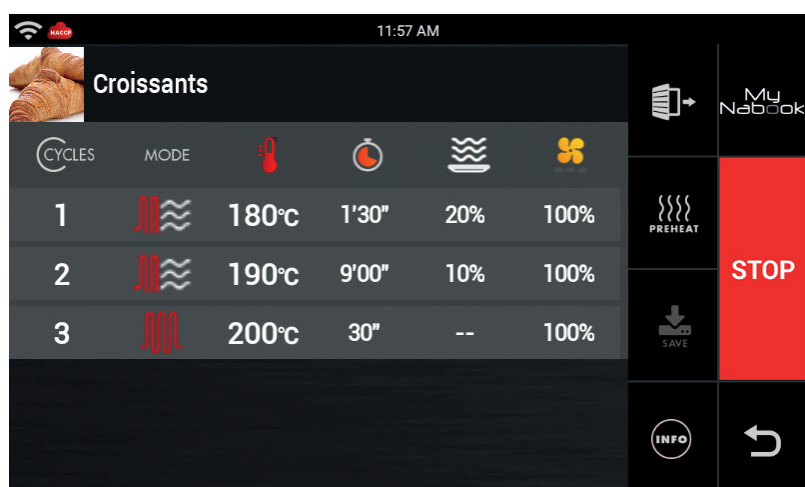 HACCP
11:57 AM
Croissants
My
Nabook
CYCLES MODE
1 180°C 1'30" 20% 100%
PREHEAT
2 190°C 9'00" 10% 100%
STOP
3 200°C 30" -- 100%
SAVE
INFO